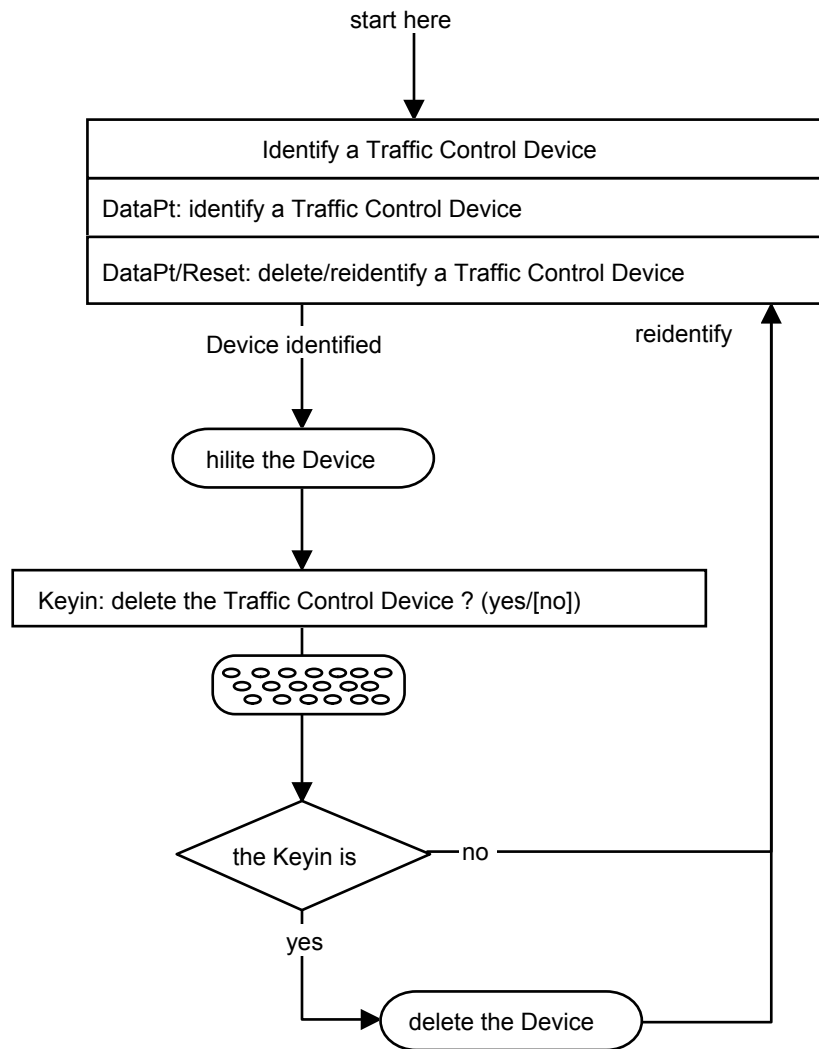 start here
Identify a Traffic Control Device
DataPt: identify a Traffic Control Device
DataPt/Reset: delete/reidentify a Traffic Control Device
Device identified
reidentify
hilite the Device
Keyin: delete the Traffic Control Device ? (yes/[no])
the Keyin is
no
yes
delete the Device